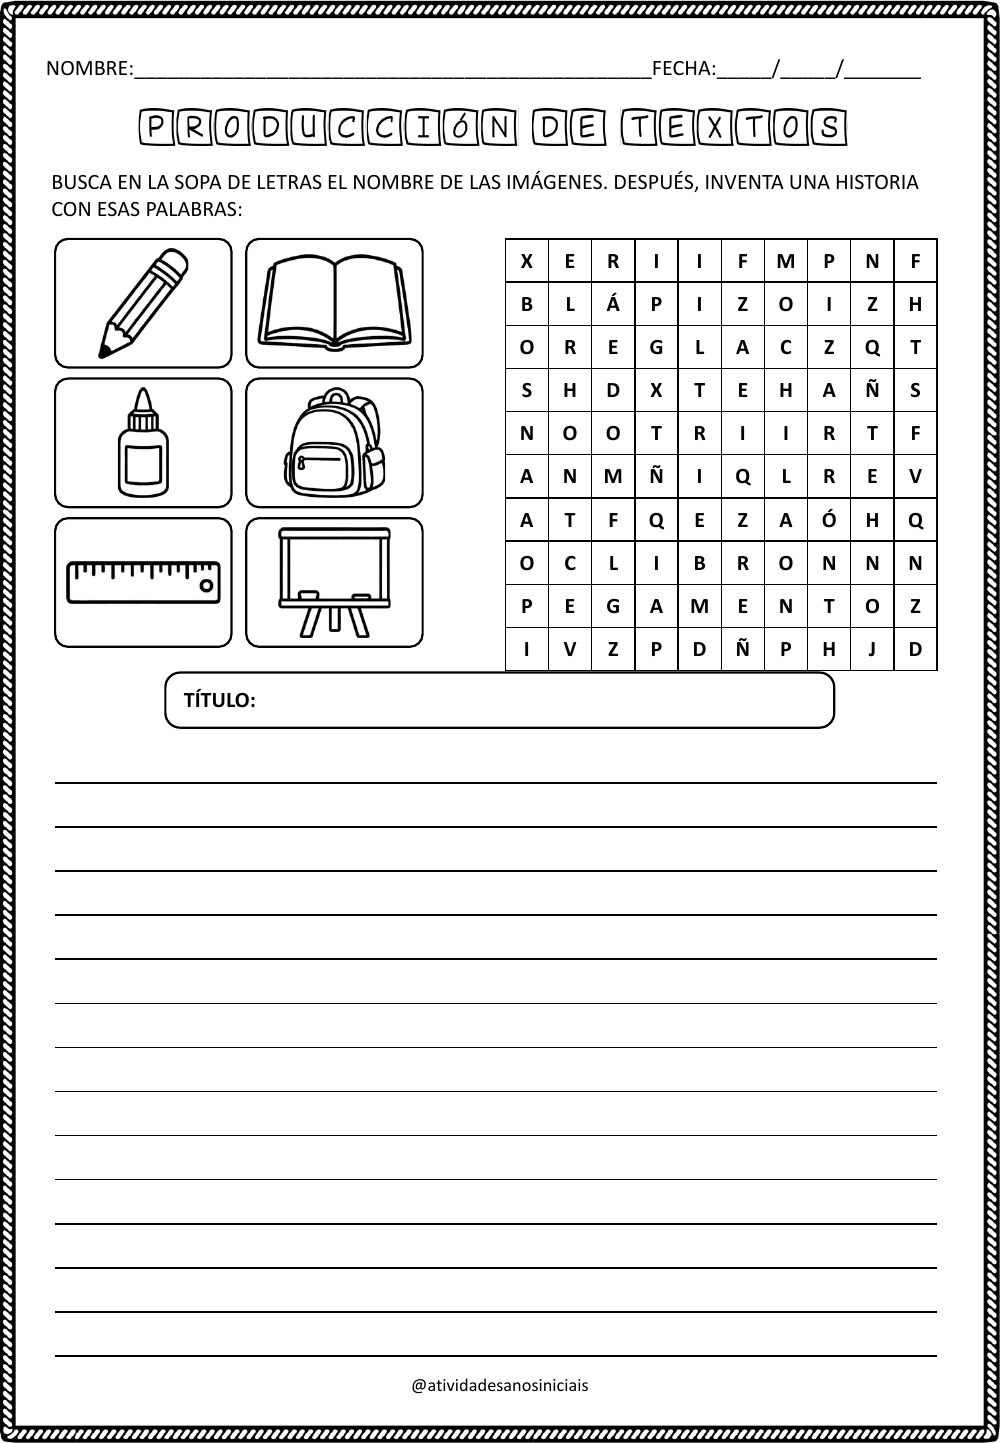 NOMBRE:_______________________________________________FECHA:_____/_____/_______
PRODUCCIÓN DE TEXTOS
BUSCA EN LA SOPA DE LETRAS EL NOMBRE DE LAS IMÁGENES. DESPUÉS, INVENTA UNA HISTORIA
CON ESAS PALABRAS:
X E R I I F M P N F
B L Á P I Z O I Z H
O R E G L A C Z Q T
S H D X T E H A Ñ S
N O O T R I I R T F
A N M Ñ I Q L R E V
A T F Q E Z A Ó H Q
O C L I B R O N N N
P E G A M E N T O Z
I V Z P D Ñ P H J D
TÍTULO:
@atividadesanosiniciais